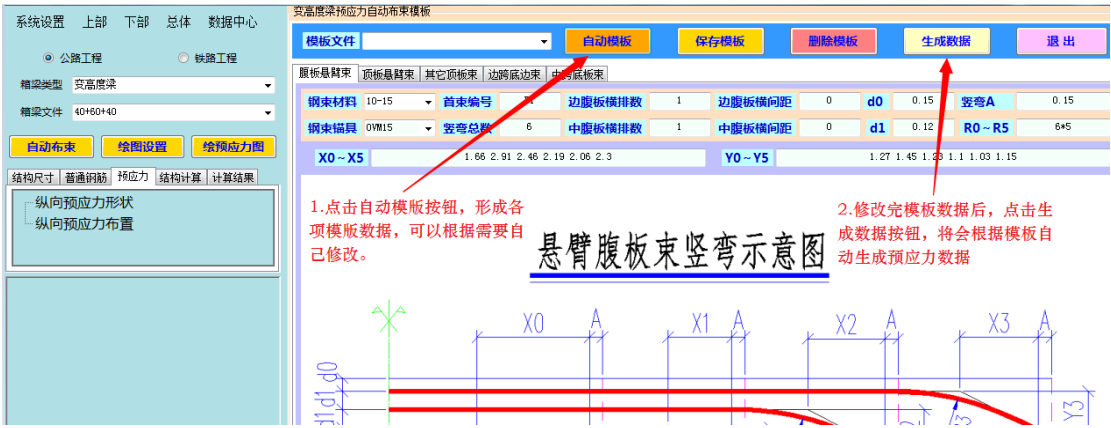 变高度梁预应力自动布束模板
系统设置 上部 下部 总体 数据中心
公路工程 铁路工程
箱梁类型 变高度梁
箱梁文件 40+60+40
自动布束 绘图设置 绘预应力图
结构尺寸 普通钢筋 预应力 结构计算 计算结果
纵向预应力形状
纵向预应力布置
模板文件 自动模板 保存模板 删除模板 生成数据 退 出
腹板悬臂束 顶板悬臂束 其它顶板束 边跨底边束 中跨底板束
钢束材料 10-15 首束编号 边腹板横排数 1 边腹板横间距 0 d0 0.15 竖弯A 0.15
钢束锚具 OVM15 竖弯总数 6 中腹板横排数 1 中腹板横间距 0 d1 0.12 R0~R5 6*5
X0~X5 1.66 2.91 2.46 2.19 2.06 2.3 Y0~Y5 1.27 1.45 1.23 1.1 1.03 1.15
1.点击自动模版按钮，形成各
项模版数据，可以根据需要自
己修改。
2.修改完模板数据后，点击生
成数据按钮，将会根据模板自
动生成预应力数据
悬臂腹板束竖弯示意图
X0 A X1 A X2 A X3 A
d0
d1
d1
Y3